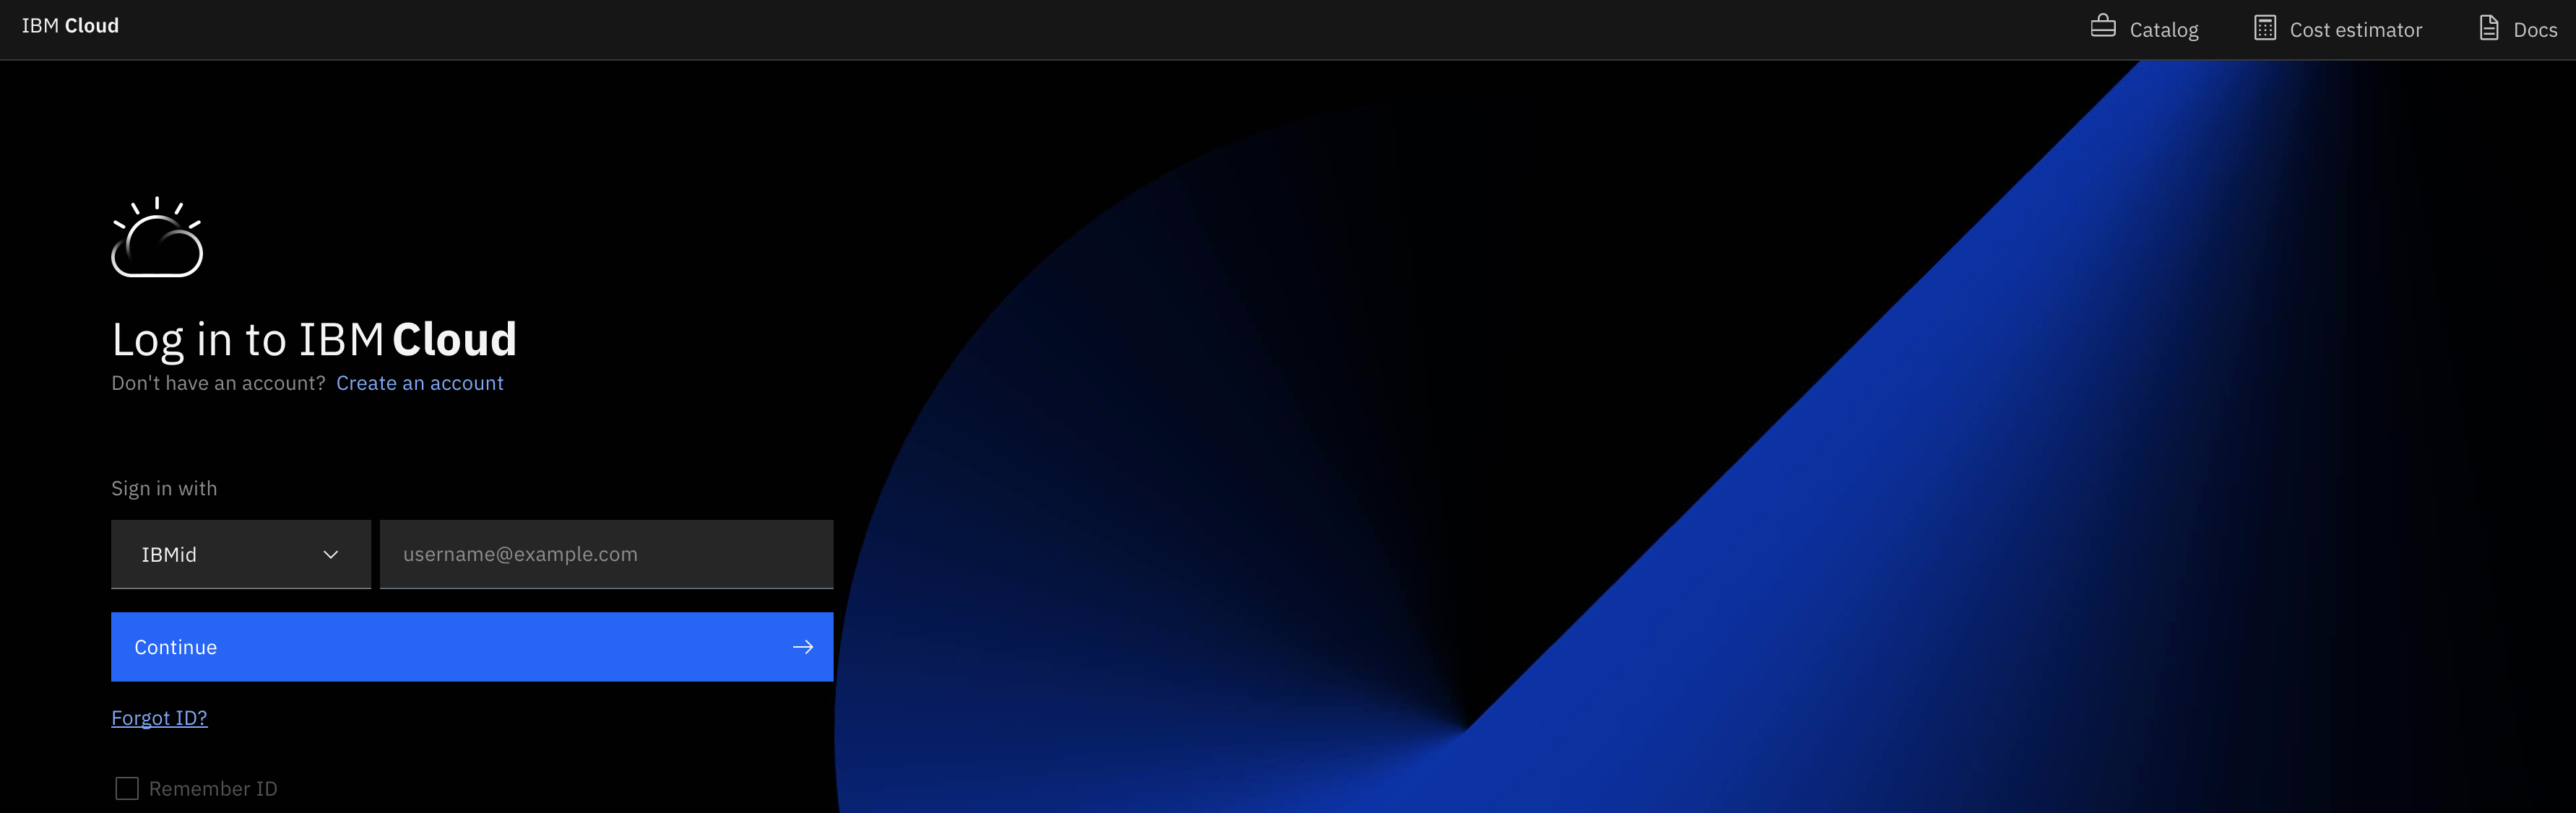 IBM Cloud
Catalog
Cost estimator
Docs
Log in to IBM Cloud
Don't have an account? Create an account
Sign in with
IBMid
username@example.com
Continue
Forgot ID?
Remember ID